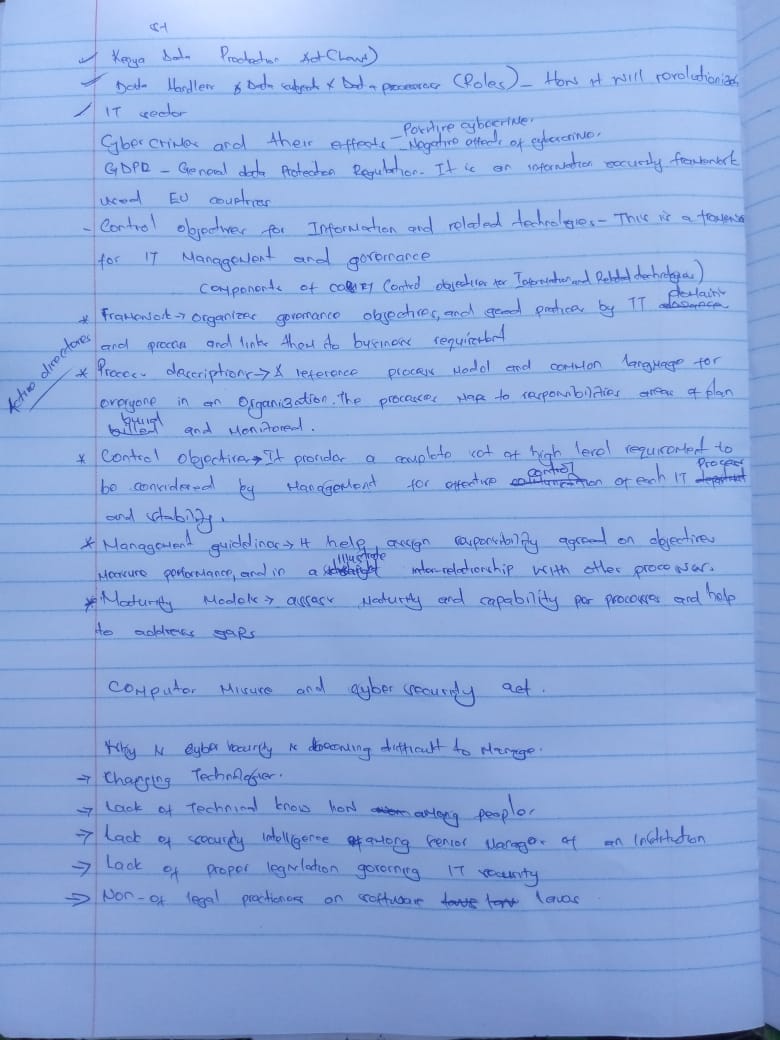 ✓ Kenya Data Protection Act (Laws)
✓ Data Handlers & Data subjects & Data processors (Roles) - How it will revolutionize
✓ IT sector
Cyber crimes and their effects - Positive cybercrime.
- Negative effects of cybercrime.
GDPR - General data Protection Regulation. It is an information security framework
used EU countries
- Control objectives for Information and related technologies - This is a
for IT Management and governance
components of COBIT (Control objectives for Information and Related technologies)
* Framework → organizes governance objectives, and good practices by IT domains
and process and links them to business requirement
Active directories
* Process descriptions → A reference process model and common language for
everyone in an organization. The processes map to responsibilities areas of plan
build and Monitored.
* Control objectives → It provides a complete set of high level requirement to
be considered by Management for effective control of each IT process
and stability.
* Management guidelines → It help assign responsibility agreed on objectives
Measure performance, and in a illustrate inter-relationship with other processes.
* Maturity Models → assess Maturity and capability per processes and help
to address gaps
Computer Misuse and cyber security act.
Why is cyber security is becoming difficult to Manage.
→ Changing Technologies.
→ Lack of technical know how among peoples
→ Lack of security intelligence among senior Manager of an Institution
→ Lack of proper legislation governing IT security
→ Non- of legal practioners on software laws